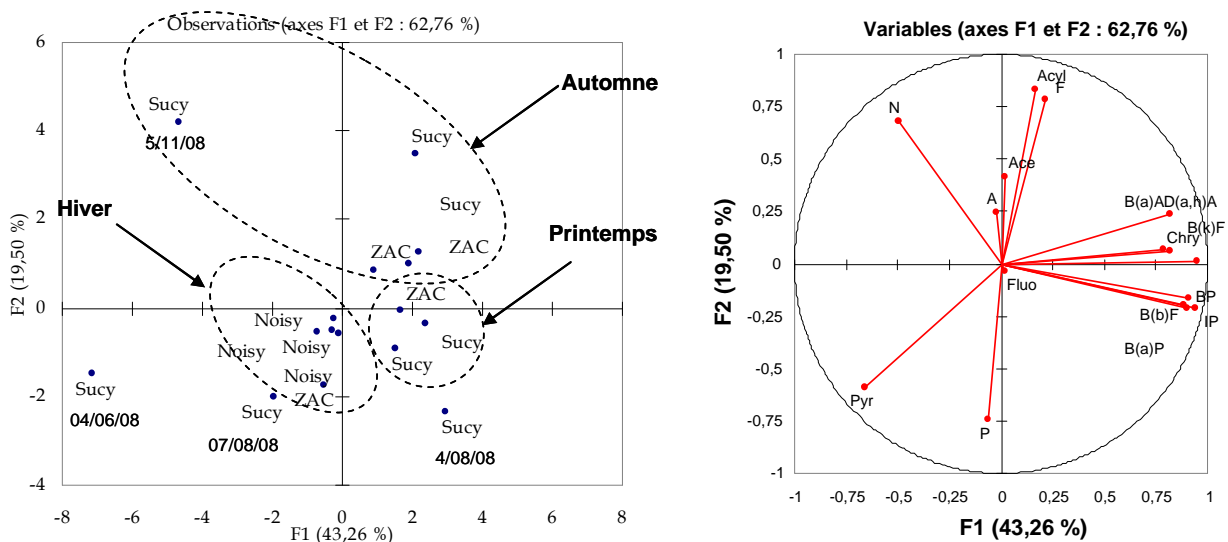 Observations (axes F1 et F2 : 62,76 %)
6
4
2
0
-2
-4
F2 (19,50 %)
Automne
Sucy
5/11/08
Sucy
Sucy
Hiver
Printemps
ZAC
ZAC
ZAC
Noisy
Noisy
Noisy
Sucy
Sucy
Noisy
ZAC
Sucy
04/06/08
Sucy
07/08/08
Sucy
4/08/08
-8 -6 -4 -2 0 2 4 6 8
F1 (43,26 %)
Variables (axes F1 et F2 : 62,76 %)
1
0,75
0,5
0,25
0
-0,25
-0,5
-0,75
-1
F2 (19,50 %)
Acyl
F
N
Ace
A
B(a)AD(a,h)A
B(k)F
Chry
Fluo
BP
B(b)F
IP
B(a)P
Pyr
P
-1 -0,75 -0,5 -0,25 0 0,25 0,5 0,75 1
F1 (43,26 %)